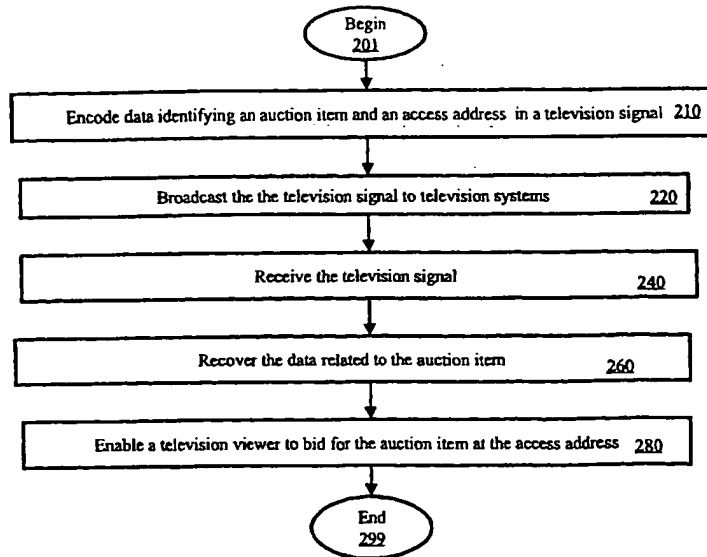 Begin
201
Encode data identifying an auction item and an access address in a television signal 210
Broadcast the the television signal to television systems 220
Receive the television signal 240
Recover the data related to the auction item 260
Enable a television viewer to bid for the auction item at the access address 280
End
299